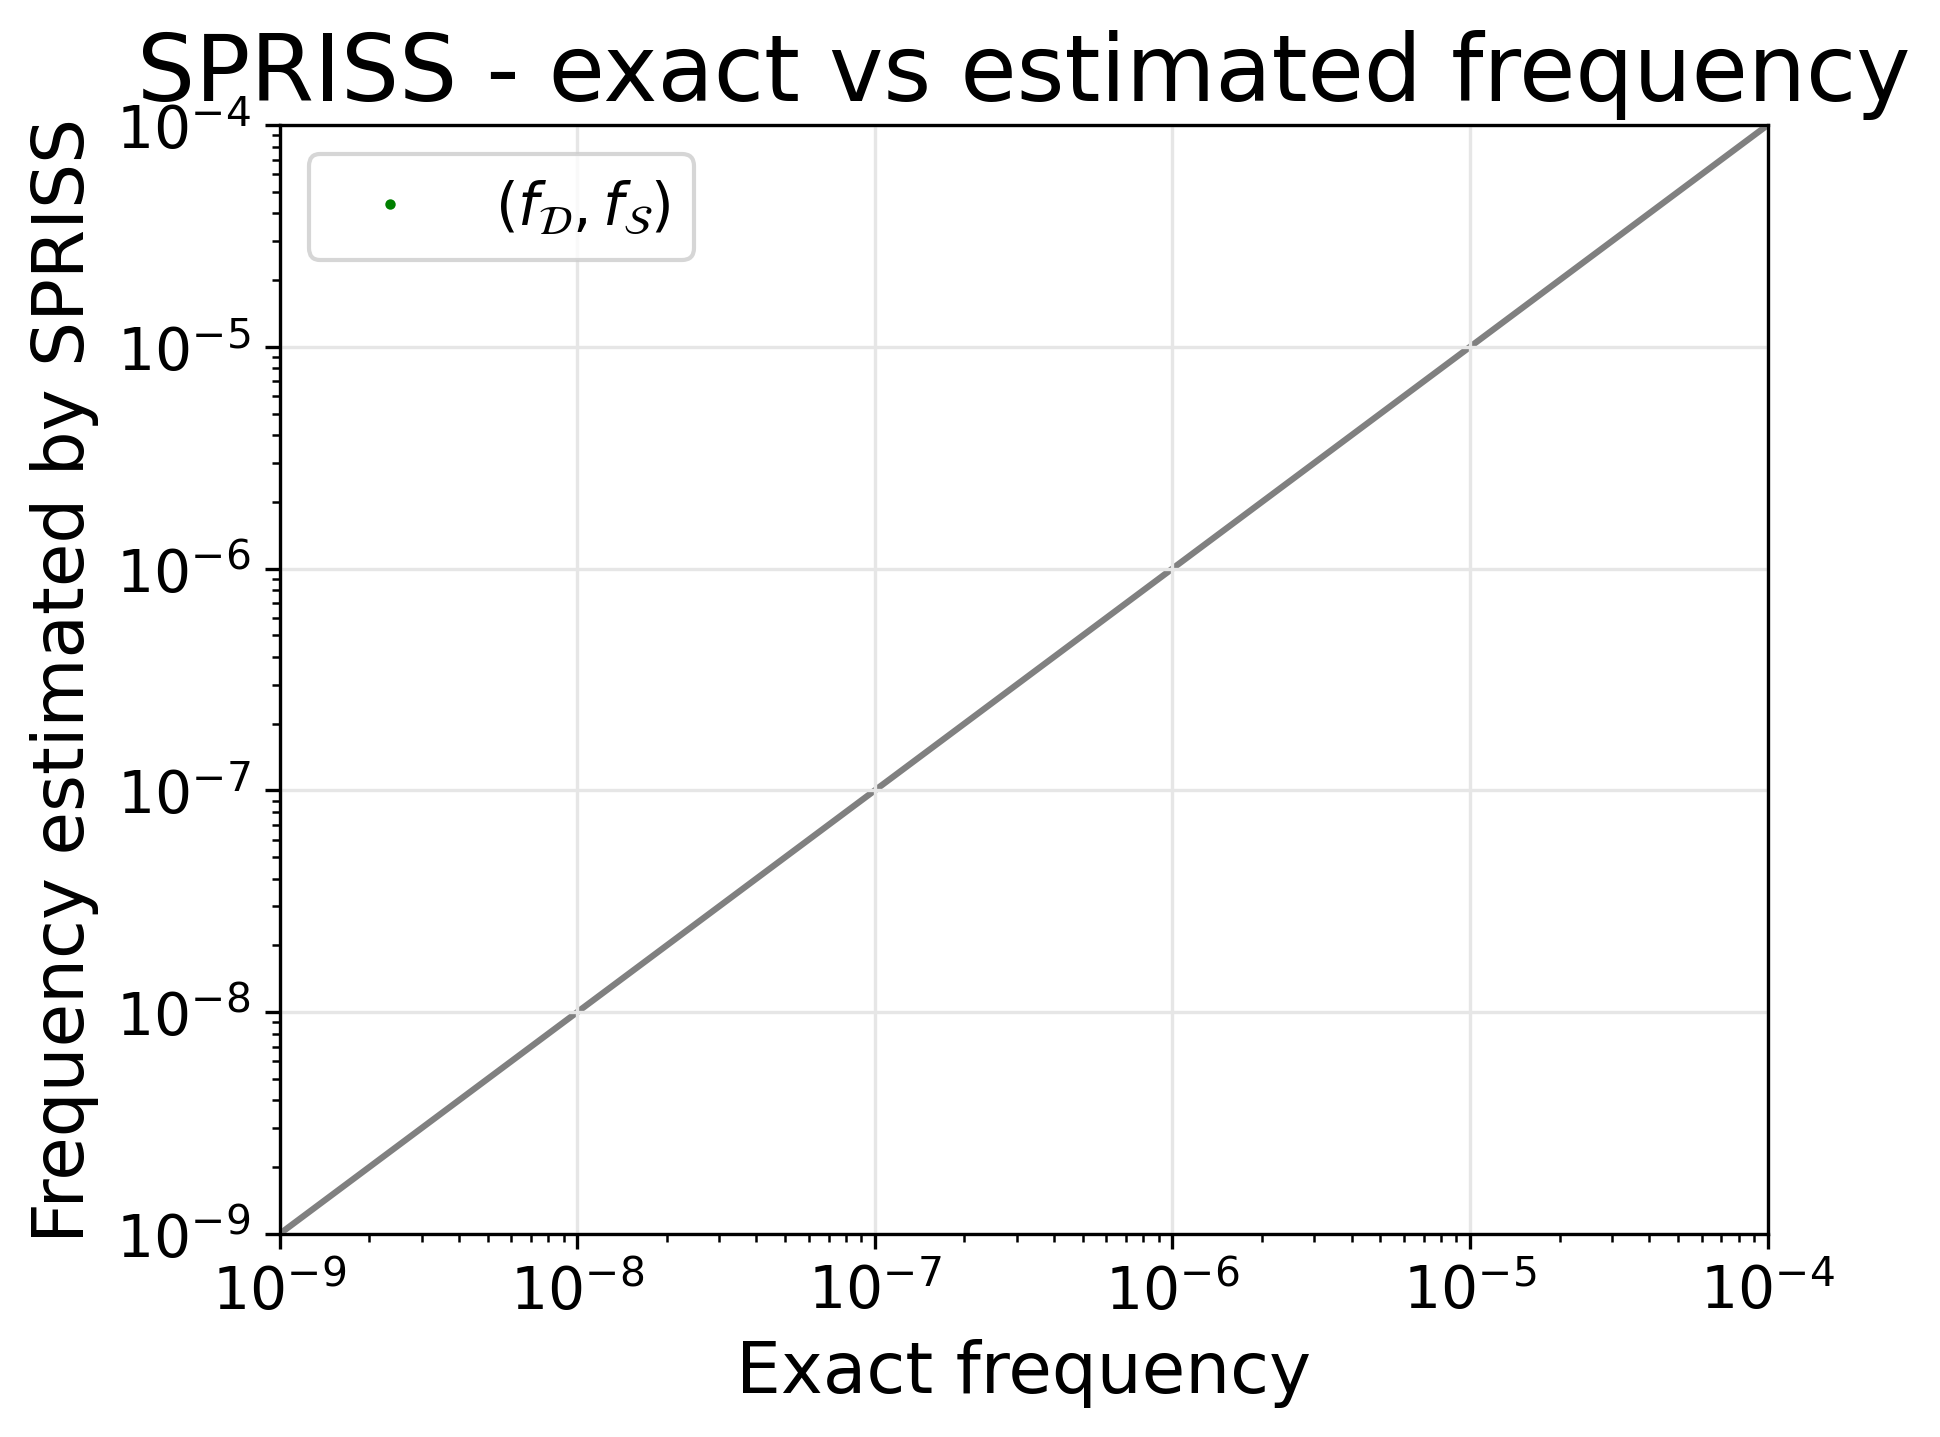 SPRISS - exact vs estimated frequency
Frequency estimated by SPRISS
10⁻⁴
10⁻⁵
10⁻⁶
10⁻⁷
10⁻⁸
10⁻⁹
(f_𝒟, f_𝒮)
10⁻⁹ 10⁻⁸ 10⁻⁷ 10⁻⁶ 10⁻⁵ 10⁻⁴
Exact frequency